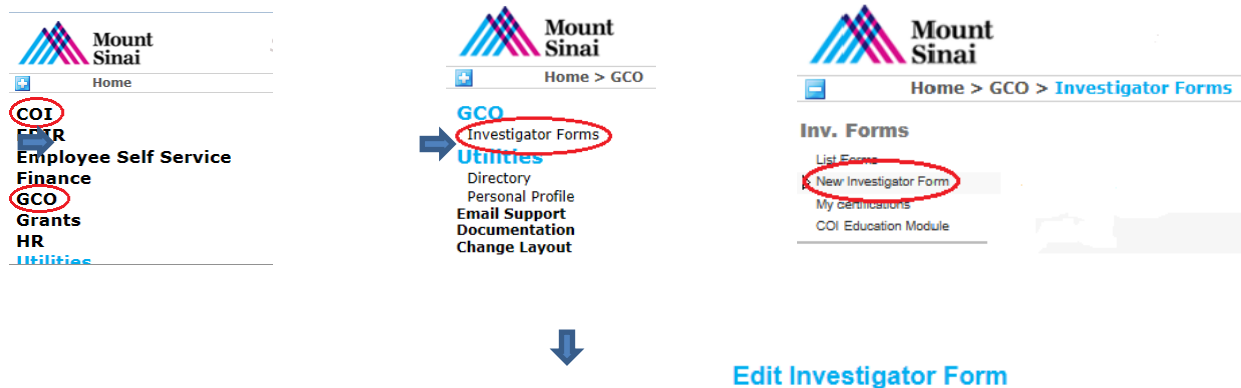 Mount
Sinai
Home
COI
Employee Self Service
Finance
GCO
Grants
HR
Utilities
Mount
Sinai
Home > GCO
GCO
Investigator Forms
Utilities
Directory
Personal Profile
Email Support
Documentation
Change Layout
Mount
Sinai
Home > GCO > Investigator Forms
Inv. Forms
List Forms
New Investigator Form
My certifications
COI Education Module
Edit Investigator Form